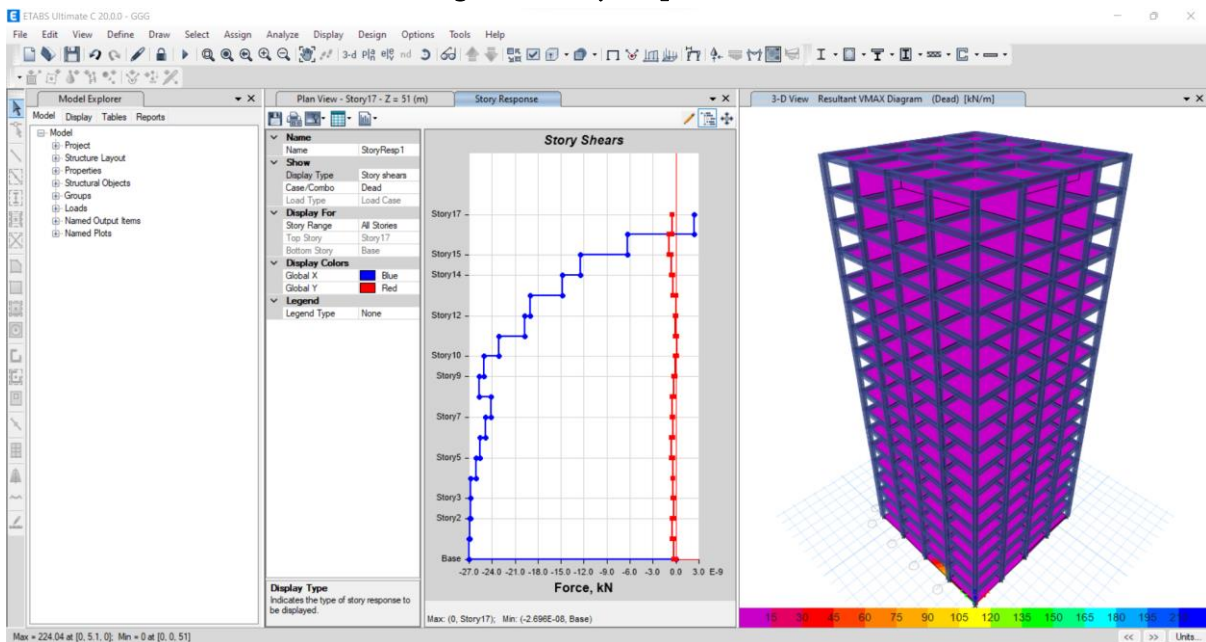 ETABS Ultimate C 20.0.0 - GGG
File Edit View Define Draw Select Assign Analyze Display Design Options Tools Help
3-d
nd
Model Explorer
Model Display Tables Reports
Model
Project
Structure Layout
Properties
Structural Objects
Groups
Loads
Named Output Items
Named Plots
Plan View - Story17 - Z = 51 (m)
Story Response
Name
Name StoryResp1
Show
Display Type Story shears
Case/Combo Dead
Load Type Load Case
Display For
Story Range All Stories
Top Story Story17
Bottom Story Base
Display Colors
Global X Blue
Global Y Red
Legend
Legend Type None
Display Type
Indicates the type of story response to
be displayed.
Story Shears
Story17
Story15
Story14
Story12
Story10
Story9
Story7
Story5
Story3
Story2
Base
-27.0 -24.0 -21.0 -18.0 -15.0 -12.0 -9.0 -6.0 -3.0 0.0 3.0 E-9
Force, kN
Max: (0, Story17); Min: (-2.696E-08, Base)
3-D View Resultant VMAX Diagram (Dead) [kN/m]
15 30 45 60 75 90 105 120 135 150 165 180 195
Max = 224.04 at [0, 5.1, 0]; Min = 0 at [0, 0, 51]
<< >> Units...